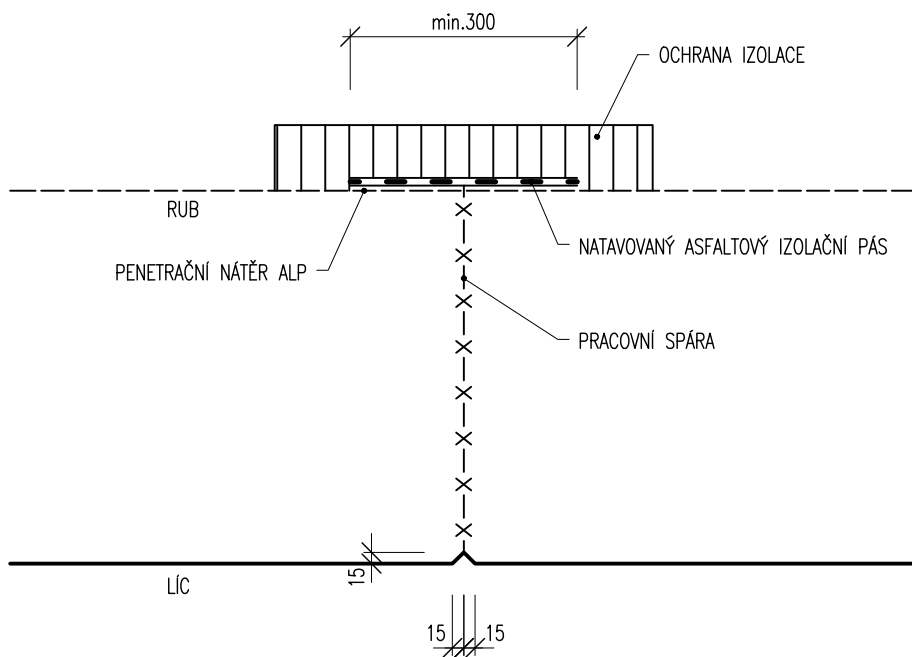 min.300
OCHRANA IZOLACE
RUB
NATAVOVANÝ ASFALTOVÝ IZOLAČNÍ PÁS
PENETRAČNÍ NÁTĚR ALP
PRACOVNÍ SPÁRA
15
LÍC
15 15